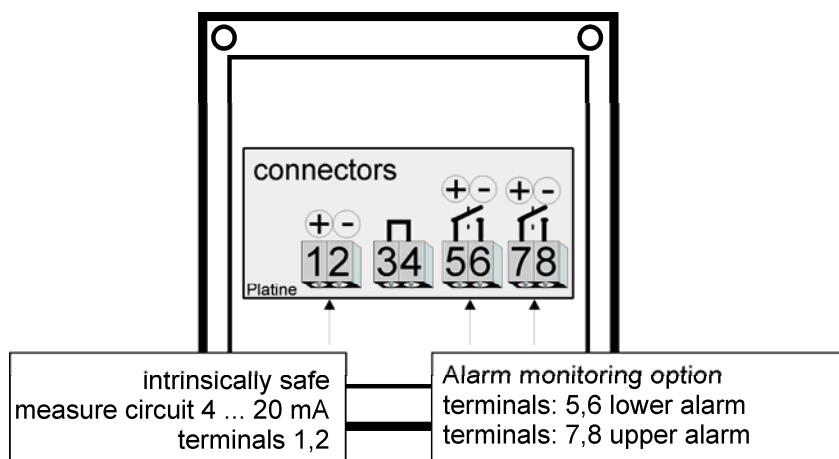 connectors
+ - + -
+ -
12 34 56 78
Platine
intrinsically safe
measure circuit 4 ... 20 mA
terminals 1,2
Alarm monitoring option
terminals: 5,6 lower alarm
terminals: 7,8 upper alarm